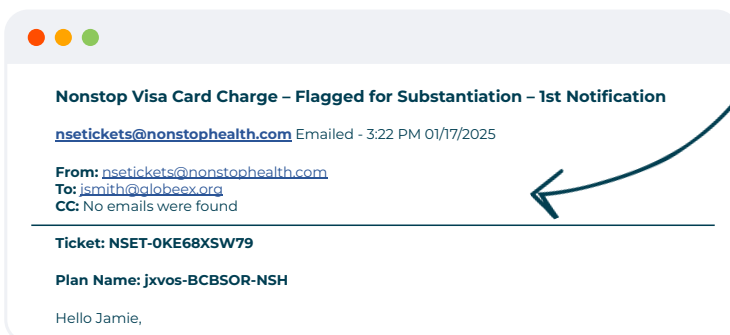 Nonstop Visa Card Charge – Flagged for Substantiation – 1st Notification
nsetickets@nonstophealth.com Emailed - 3:22 PM 01/17/2025
From: nsetickets@nonstophealth.com
To: jsmith@globeex.org
CC: No emails were found
Ticket: NSET-0KE68XSW79
Plan Name: jxvos-BCBSOR-NSH
Hello Jamie,